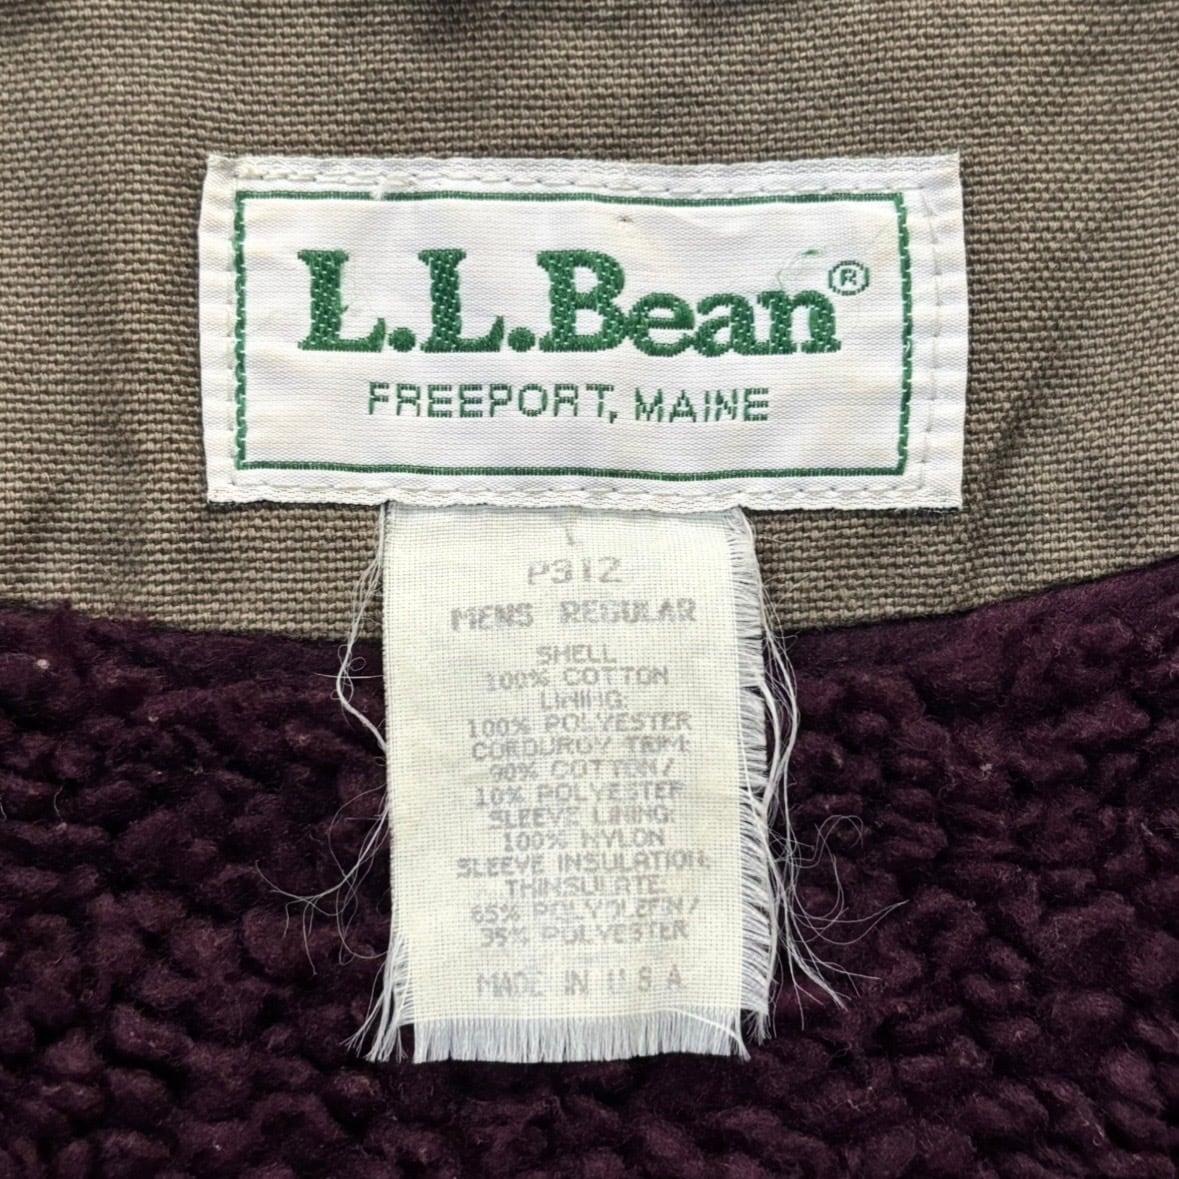 L.L.Bean®
FREEPORT, MAINE
P312
MENS REGULAR
SHELL
100% COTTON
LINING:
100% POLYESTER
CORDUROY TRIM:
90% COTTON/
10% POLYESTER
SLEEVE LINING:
100% NYLON
SLEEVE INSULATION:
THINSULATE
65% POLYOLEFIN/
35% POLYESTER
MADE IN U S A